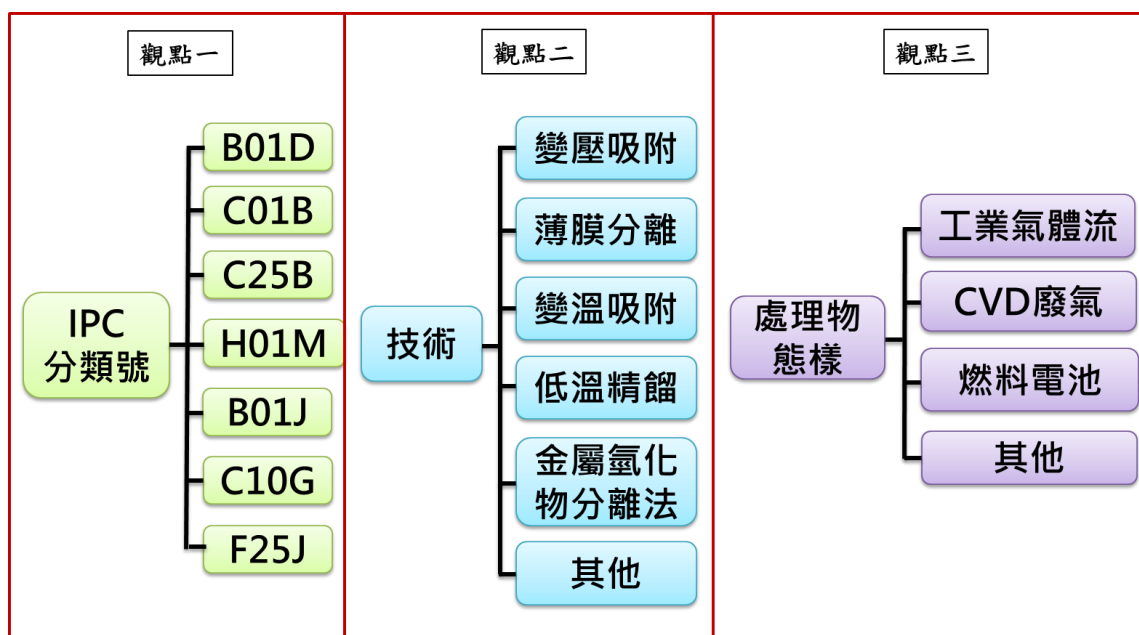 觀點一
IPC
分類號
B01D
C01B
C25B
H01M
B01J
C10G
F25J
觀點二
技術
變壓吸附
薄膜分離
變溫吸附
低溫精餾
金屬氫化
物分離法
其他
觀點三
處理物
態樣
工業氣體流
CVD廢氣
燃料電池
其他